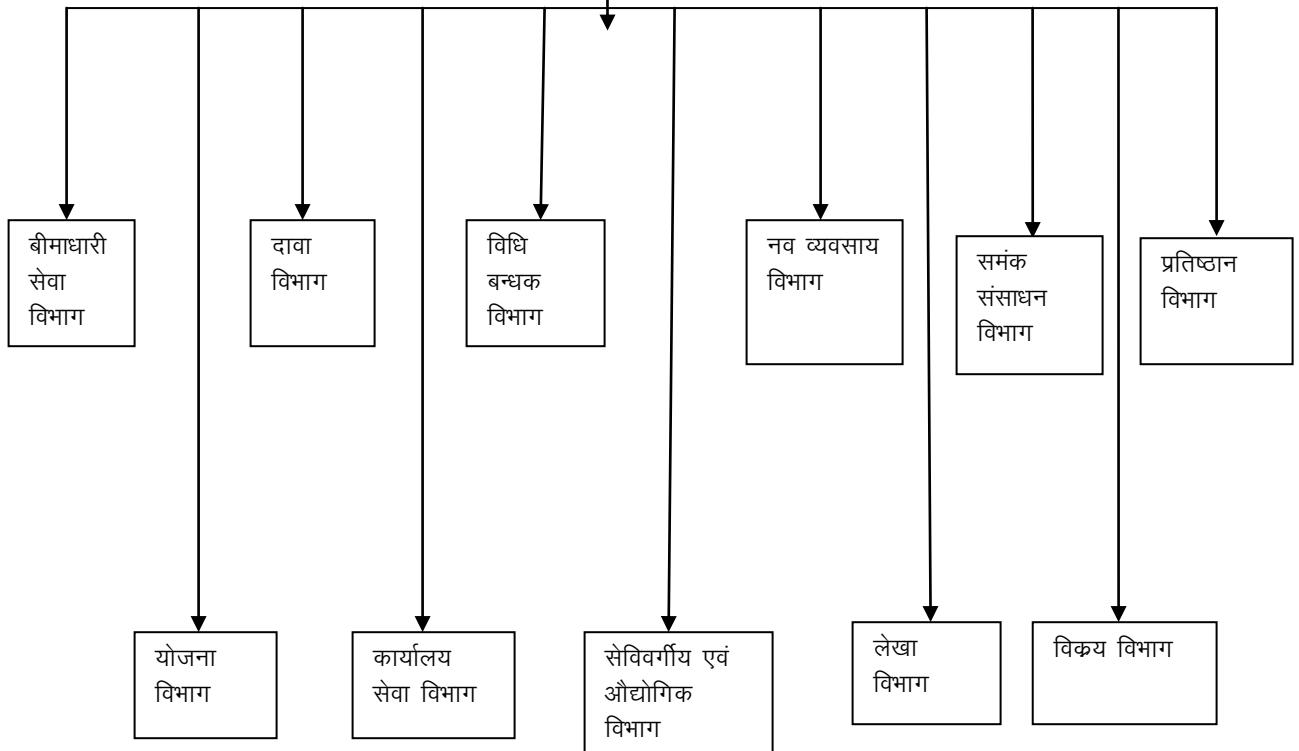 बीमाधारी
सेवा
विभाग
दावा
विभाग
विधि
बन्धक
विभाग
नव व्यवसाय
विभाग
समंक
संसाधन
विभाग
प्रतिष्ठान
विभाग
योजना
विभाग
कार्यालय
सेवा विभाग
सेविवर्गीय एवं
औद्योगिक
विभाग
लेखा
विभाग
विक्रय विभाग